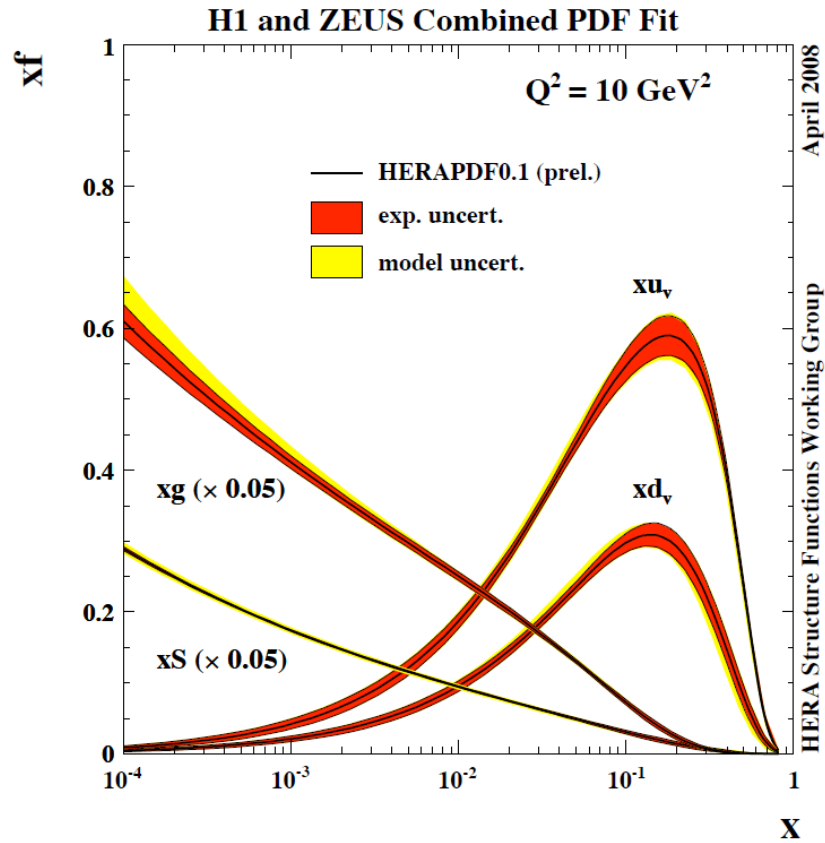 H1 and ZEUS Combined PDF Fit
xf
1
0.8
0.6
0.4
0.2
0
Q² = 10 GeV²
HERAPDF0.1 (prel.)
exp. uncert.
model uncert.
xuᵥ
xdᵥ
xg (× 0.05)
xS (× 0.05)
10⁻⁴
10⁻³
10⁻²
10⁻¹
1
x
April 2008
HERA Structure Functions Working Group